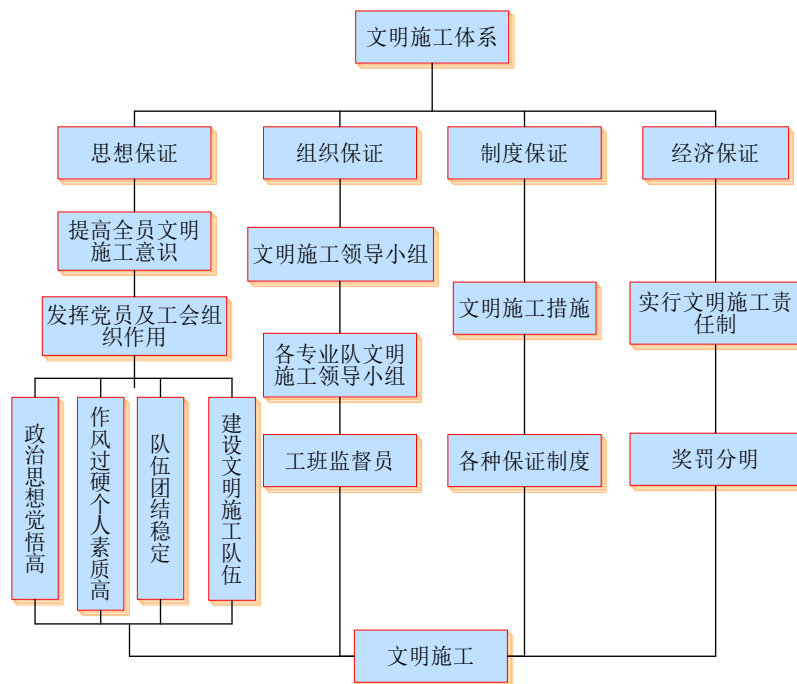 文明施工体系
思想保证
组织保证
制度保证
经济保证
提高全员文明
施工意识
文明施工领导小组
文明施工措施
实行文明施工责
任制
发挥党员及工会组
织作用
各专业队文明
施工领导小组
政治思想觉悟高
作风过硬个人素质高
队伍团结稳定
建设文明施工队伍
工班监督员
各种保证制度
奖罚分明
文明施工